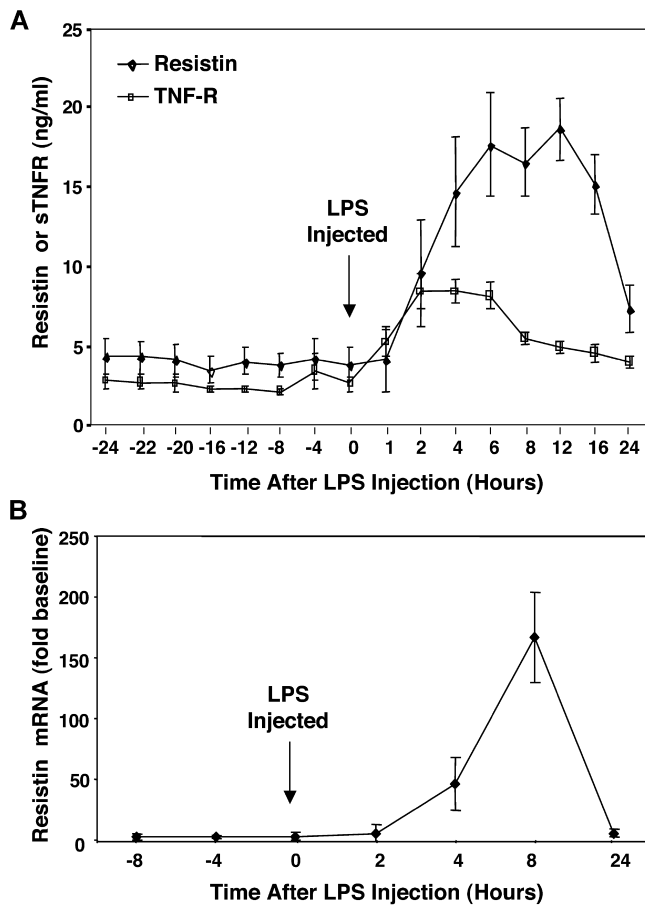 A
Resistin or sTNFR (ng/ml)
25
20
15
10
5
0
Resistin
TNF-R
LPS
Injected
-24 -22 -20 -16 -12 -8 -4 0 1 2 4 6 8 12 16 24
Time After LPS Injection (Hours)
B
Resistin mRNA (fold baseline)
250
200
150
100
50
0
LPS
Injected
-8 -4 0 2 4 8 24
Time After LPS Injection (Hours)